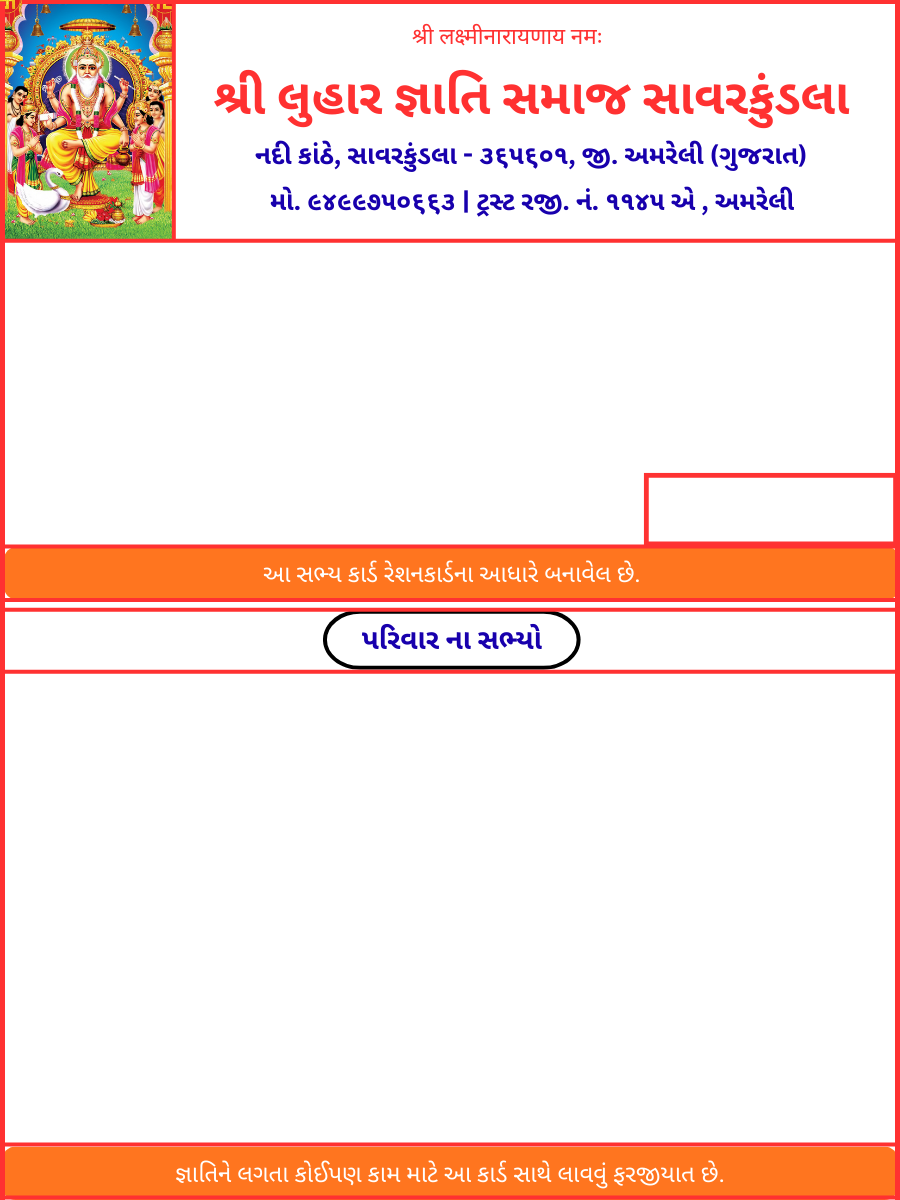 શ્રી લક્ષ્મીનારાયણાય નમઃ
શ્રી લુહાર જ્ઞાતિ સમાજ સાવરકુંડલા
નદી કાંઠે, સાવરકુંડલા - ૩૬૫૬૦૧, જી. અમરેલી (ગુજરાત)
મો. ૯૪૯૯૭૫૦૬૬૩ | ટ્રસ્ટ રજી. નં. ૧૧૪૫ એ , અમરેલી
આ સભ્ય કાર્ડ રેશનકાર્ડના આધારે બનાવેલ છે.
પરિવાર ના સભ્યો
જ્ઞાતિને લગતા કોઈપણ કામ માટે આ કાર્ડ સાથે લાવવું ફરજીયાત છે.